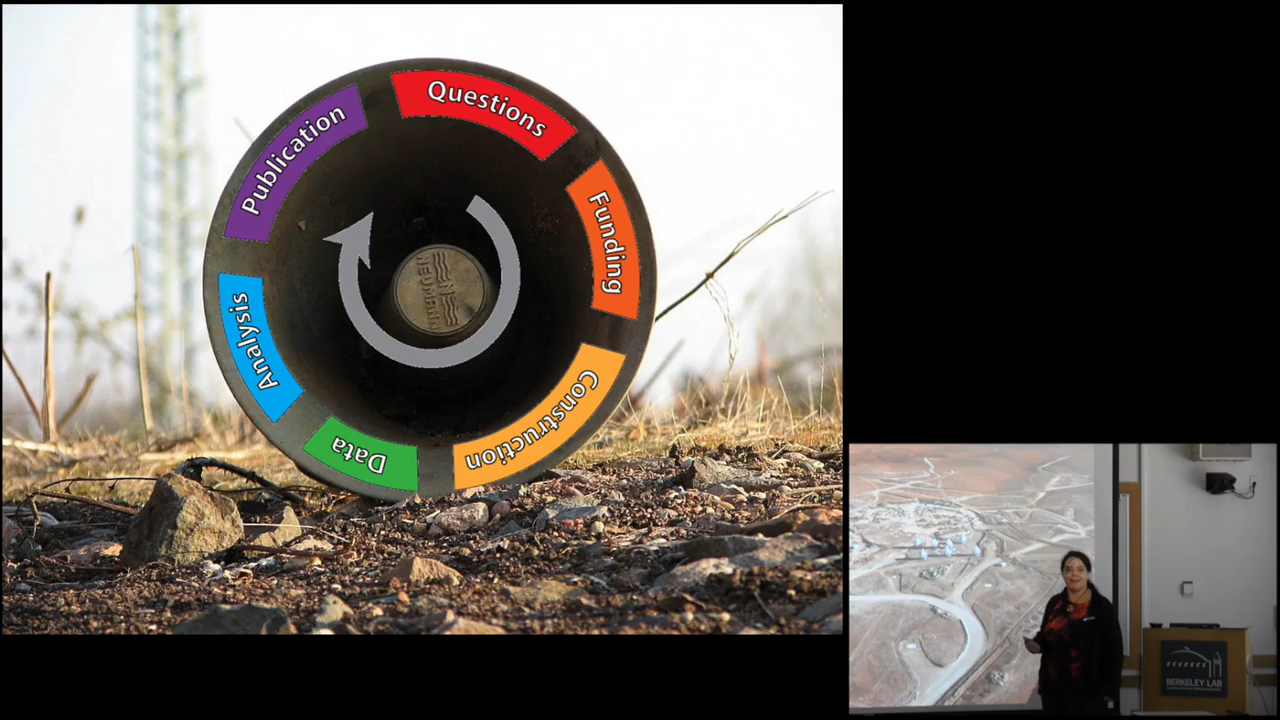 Questions
Funding
Construction
Data
Analysis
Publication
NEUMANN
BERKELEY LAB